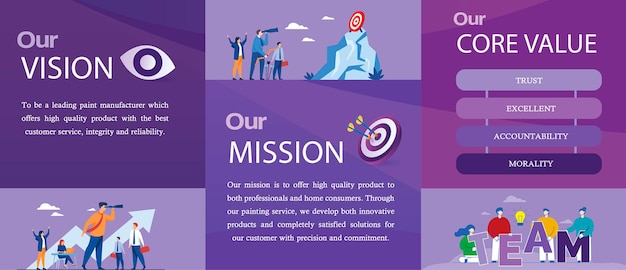 Our
VISION
To be a leading paint manufacturer which
offers high quality product with the best
customer service, integrity and reliability.
Our
MISSION
Our mission is to offer high quality product to
both professionals and home consumers. Through
our painting service, we develop both innovative
products and completely satisfied solutions for
our customer with precision and commitment.
Our
CORE VALUE
TRUST
EXCELLENT
ACCOUNTABILITY
MORALITY
TEAM